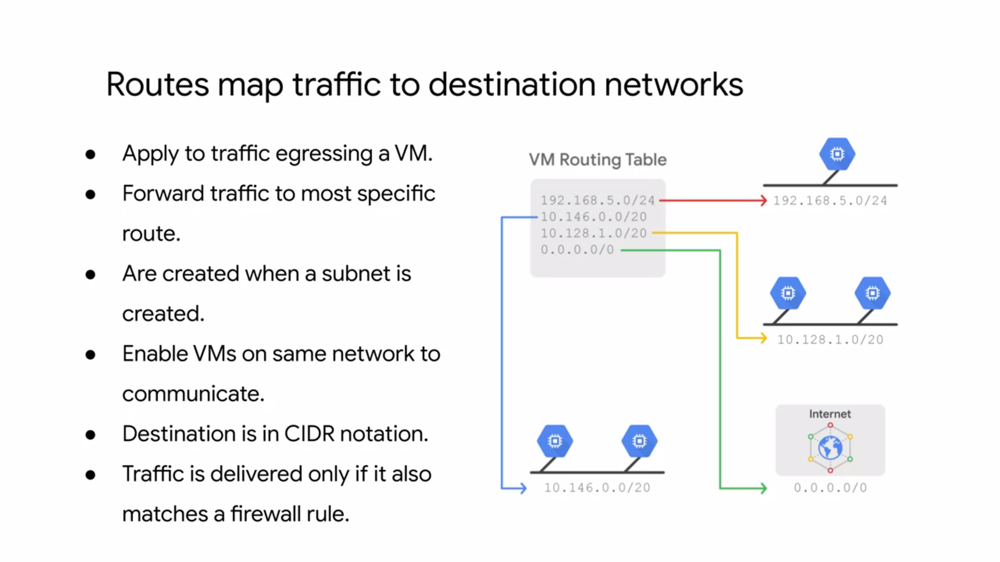 Routes map traffic to destination networks
● Apply to traffic egressing a VM.
● Forward traffic to most specific
route.
● Are created when a subnet is
created.
● Enable VMs on same network to
communicate.
● Destination is in CIDR notation.
● Traffic is delivered only if it also
matches a firewall rule.
VM Routing Table
192.168.5.0/24
10.146.0.0/20
10.128.1.0/20
0.0.0.0/0
192.168.5.0/24
10.128.1.0/20
10.146.0.0/20
Internet
0.0.0.0/0